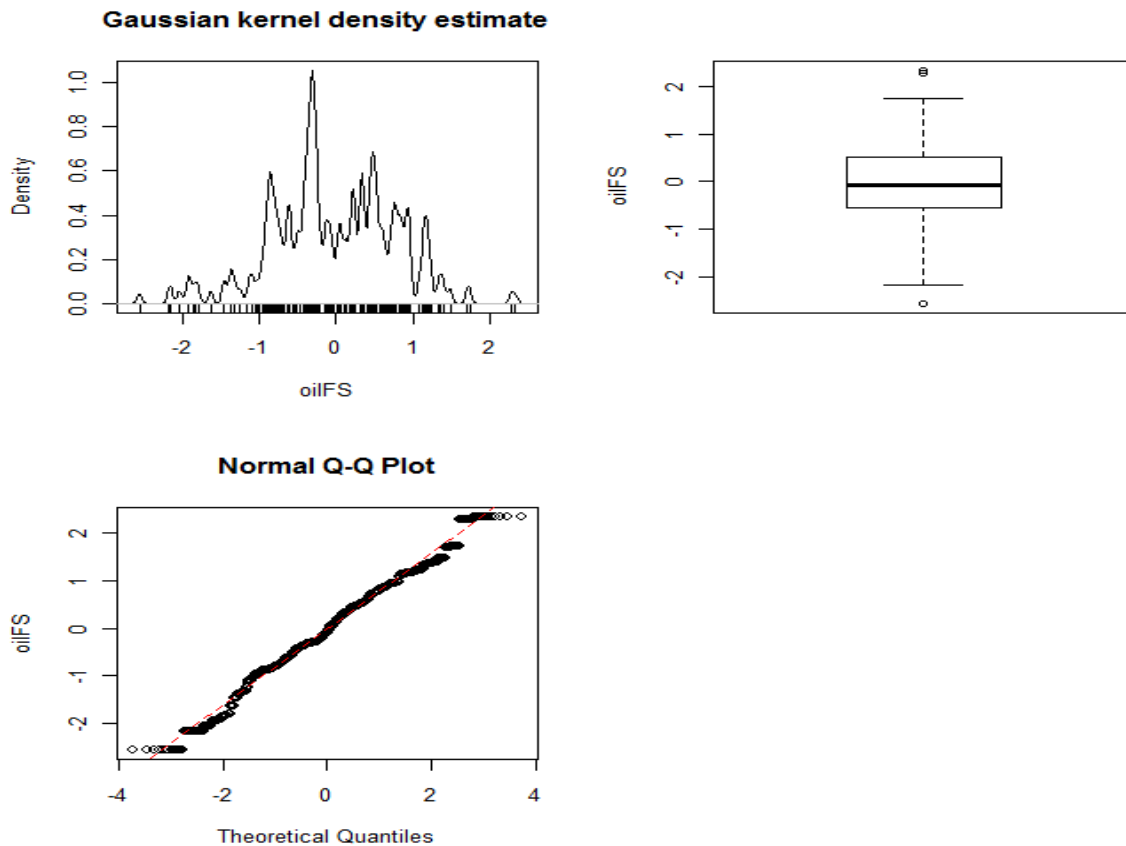 Gaussian kernel density estimate
Density
0.0 0.2 0.4 0.6 0.8 1.0
-2 -1 0 1 2
oilFS
oilFS
-2 -1 0 1 2
Normal Q-Q Plot
oilFS
-2 -1 0 1 2
-4 -2 0 2 4
Theoretical Quantiles